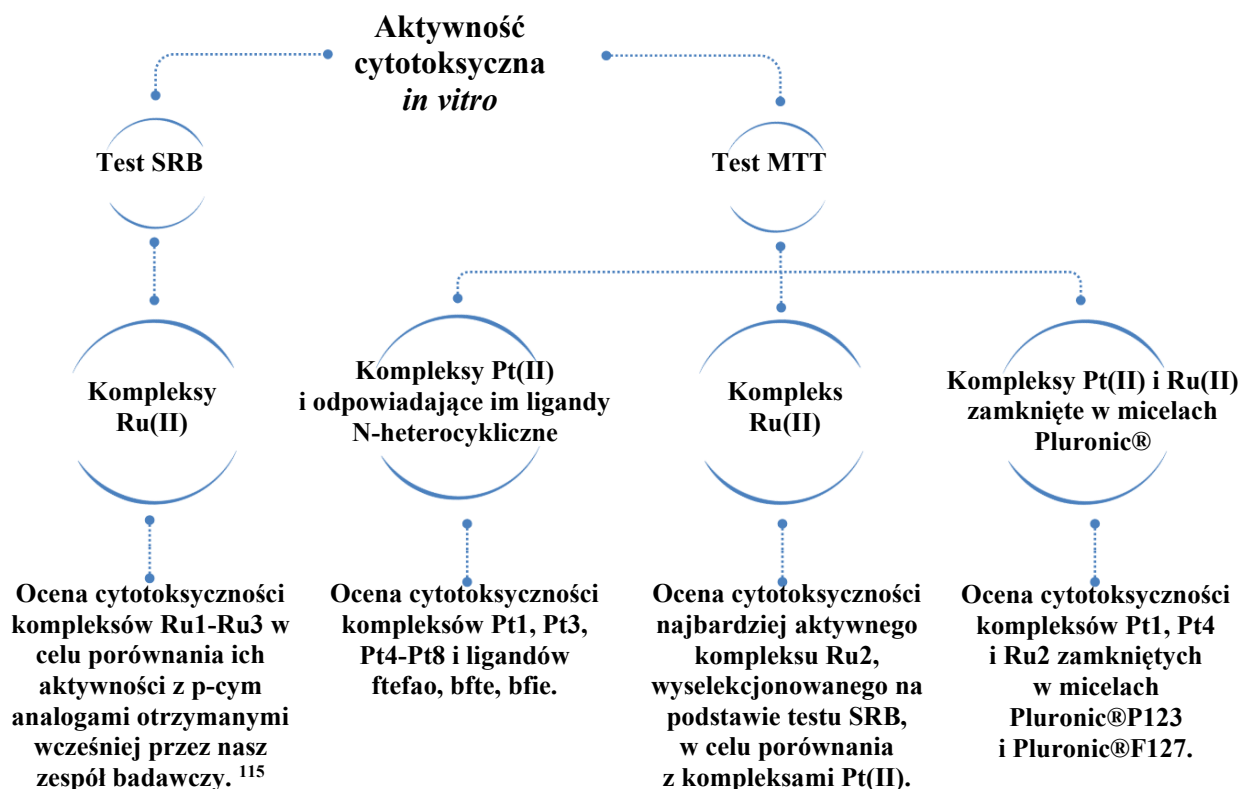 Aktywność
cytotoksyczna
in vitro
Test SRB
Test MTT
Kompleksy
Ru(II)
Kompleksy Pt(II)
i odpowiadające im ligandy
N-heterocykliczne
Kompleks
Ru(II)
Kompleksy Pt(II) i Ru(II)
zamknięte w micelach
Pluronic®
Ocena cytotoksyczności
kompleksów Ru1-Ru3 w
celu porównania ich
aktywności z p-cym
analogami otrzymanymi
wcześniej przez nasz
zespół badawczy. 115
Ocena cytotoksyczności
kompleksów Pt1, Pt3,
Pt4-Pt8 i ligandów
ftefao, bfte, bfie.
Ocena cytotoksyczności
najbardziej aktywnego
kompleksu Ru2,
wyselekcjonowanego na
podstawie testu SRB,
w celu porównania
z kompleksami Pt(II).
Ocena cytotoksyczności
kompleksów Pt1, Pt4
i Ru2 zamkniętych
w micelach
Pluronic®P123
i Pluronic®F127.